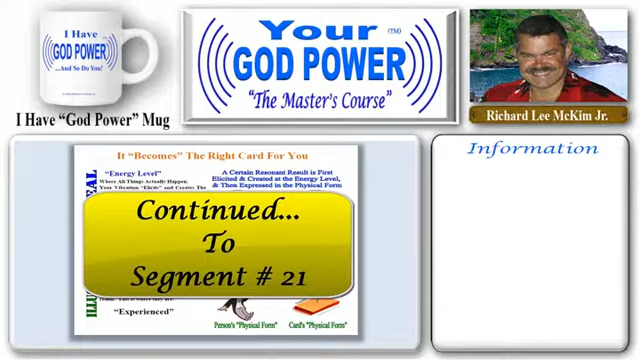 I Have
GOD POWER
...And So Do You!
I Have “God Power” Mug
Your (TM)
GOD POWER
“The Master's Course”
Richard Lee McKim Jr.
It “Becomes” The Right Card For You
“Energy Level”
Where All Things Actually Happen.
Your Vibration “Elicits” and Creates The
A Certain Resonant Result is First
Elicited & Created at the Energy Level,
& Then Expressed in the Physical Form
Continued...
To
Segment # 21
“Experienced”
Person's “Physical Form”
Card's “Physical Form”
Information